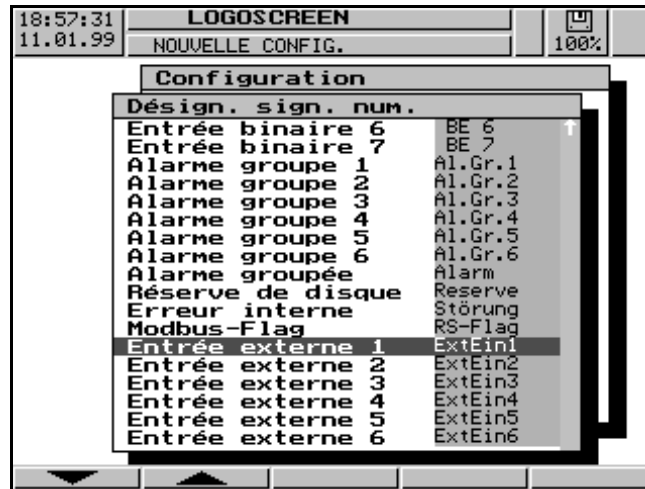 18:57:31 LOGOSCREEN
11.01.99 NOUVELLE CONFIG. 100%
Configuration
Désign. sign. num.
Entrée binaire 6 BE 6
Entrée binaire 7 BE 7
Alarme groupe 1 Al.Gr.1
Alarme groupe 2 Al.Gr.2
Alarme groupe 3 Al.Gr.3
Alarme groupe 4 Al.Gr.4
Alarme groupe 5 Al.Gr.5
Alarme groupe 6 Al.Gr.6
Alarme groupée Alarm
Réserve de disque Reserve
Erreur interne Störung
Modbus-Flag RS-Flag
Entrée externe 1 ExtEin1
Entrée externe 2 ExtEin2
Entrée externe 3 ExtEin3
Entrée externe 4 ExtEin4
Entrée externe 5 ExtEin5
Entrée externe 6 ExtEin6